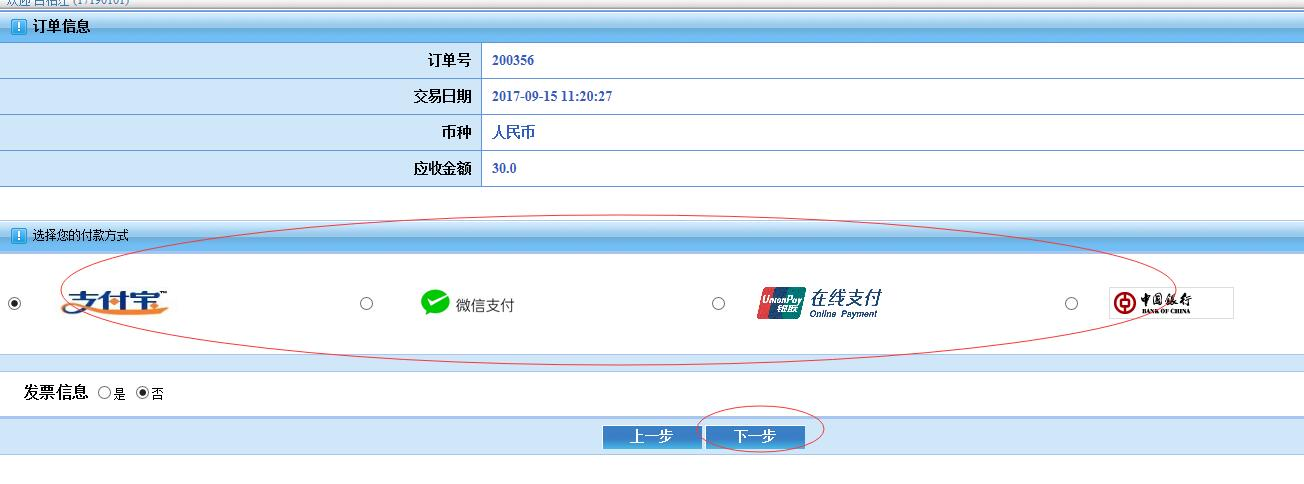 订单信息
订单号 200356
交易日期 2017-09-15 11:20:27
币种 人民币
应收金额 30.0
选择您的付款方式
支付宝™ 微信支付 UnionPay 银联 在线支付 Online Payment 中国银行 BANK OF CHINA
发票信息 是 否
上一步 下一步